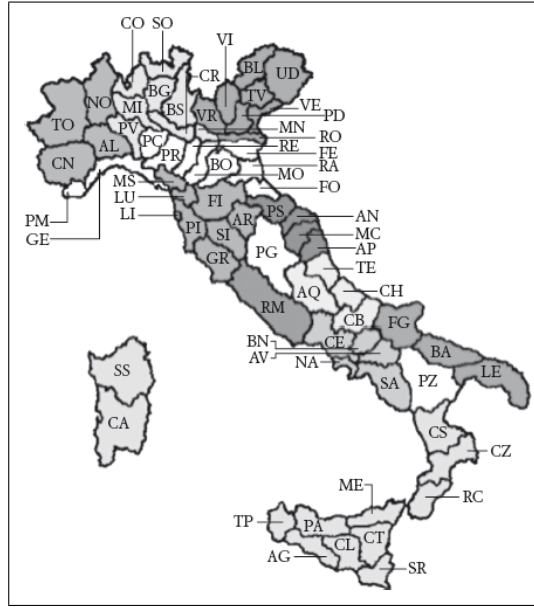 CO SO
VI
CR
BL
UD
BG
TV
NO
MI
BS
VR
VE
TO
PV
PD
MN
AL
PC
RO
RE
CN
PR
FE
BO
RA
MS
MO
FO
LU
FI
LI
PS
AN
PM
AR
GE
PI
SI
MC
AP
PG
GR
TE
AQ
CH
RM
CB
FG
BN
CE
BA
AV
NA
LE
SS
SA
PZ
CA
CS
CZ
ME
RC
TP
PA
CT
AG
CL
SR